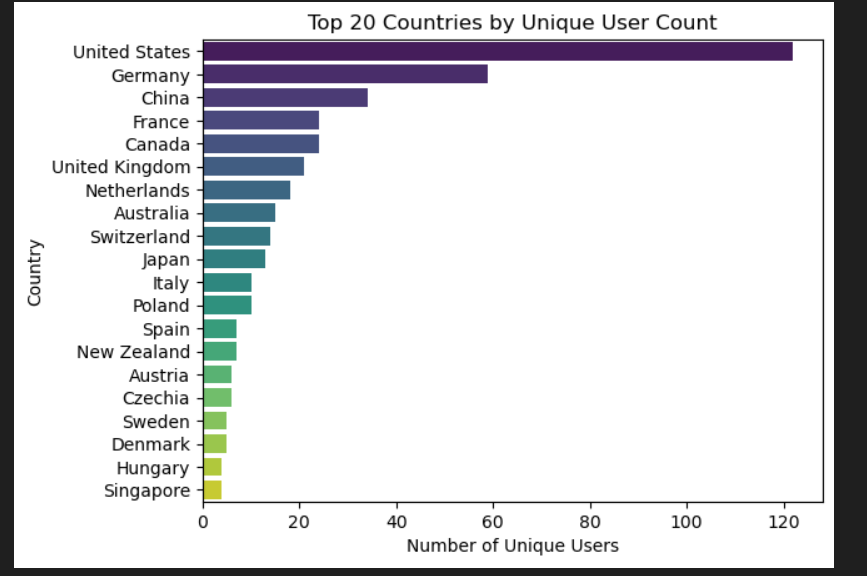 Top 20 Countries by Unique User Count
Country
United States
Germany
China
France
Canada
United Kingdom
Netherlands
Australia
Switzerland
Japan
Italy
Poland
Spain
New Zealand
Austria
Czechia
Sweden
Denmark
Hungary
Singapore
0 20 40 60 80 100 120
Number of Unique Users